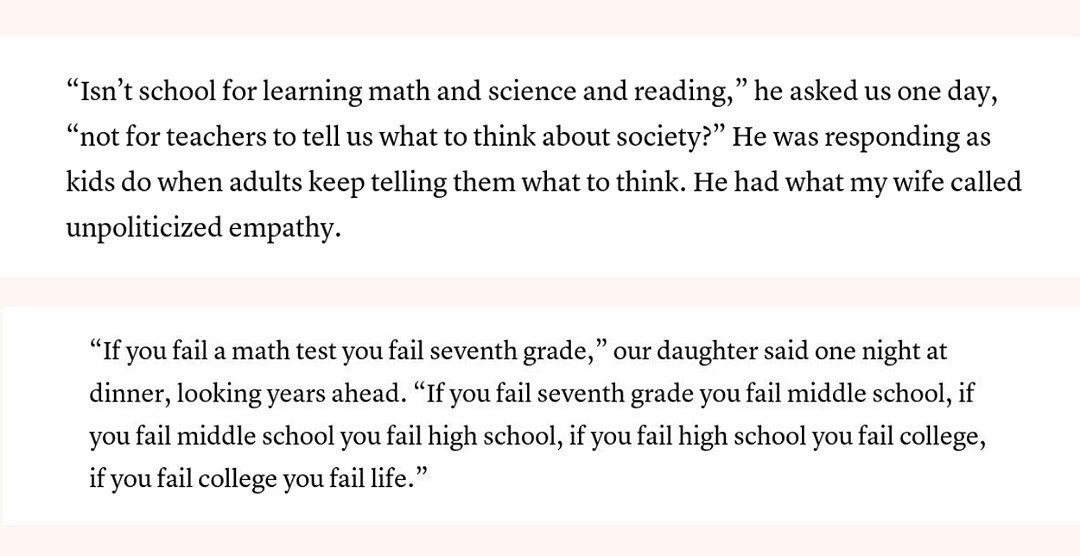 “Isn’t school for learning math and science and reading,” he asked us one day,
“not for teachers to tell us what to think about society?” He was responding as
kids do when adults keep telling them what to think. He had what my wife called
unpoliticized empathy.
“If you fail a math test you fail seventh grade,” our daughter said one night at
dinner, looking years ahead. “If you fail seventh grade you fail middle school, if
you fail middle school you fail high school, if you fail high school you fail college,
if you fail college you fail life.”